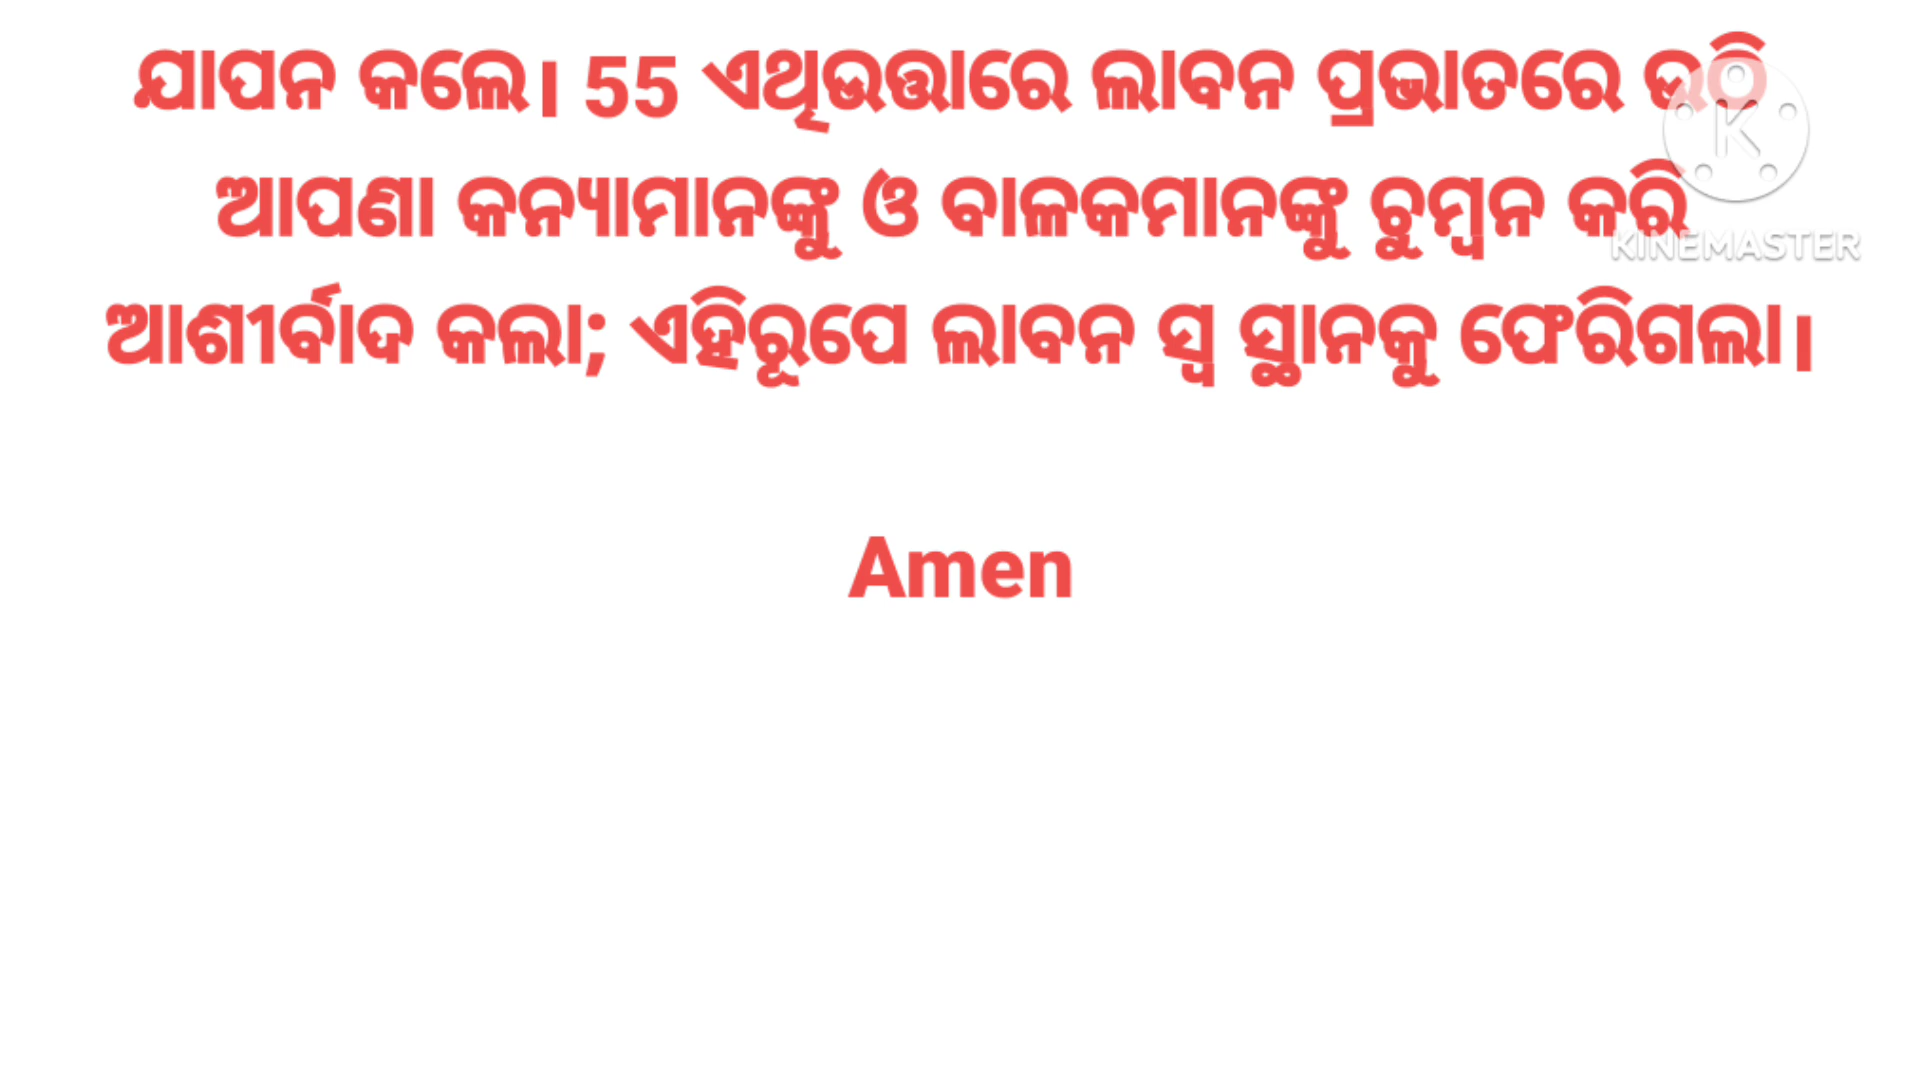 ଯାପନ କଲେ। 55 ଏଥିଉତ୍ତାରେ ଲାବନ ପ୍ରଭାତରେ ଉଠି
ଆପଣା କନ୍ୟାମାନଙ୍କୁ ଓ ବାଳକମାନଙ୍କୁ ଚୁମ୍ବନ କରି
KINEMASTER
ଆଶୀର୍ବାଦ କଲା; ଏହିରୂପେ ଲାବନ ସ୍ୱ ସ୍ଥାନକୁ ଫେରିଗଲା।
Amen